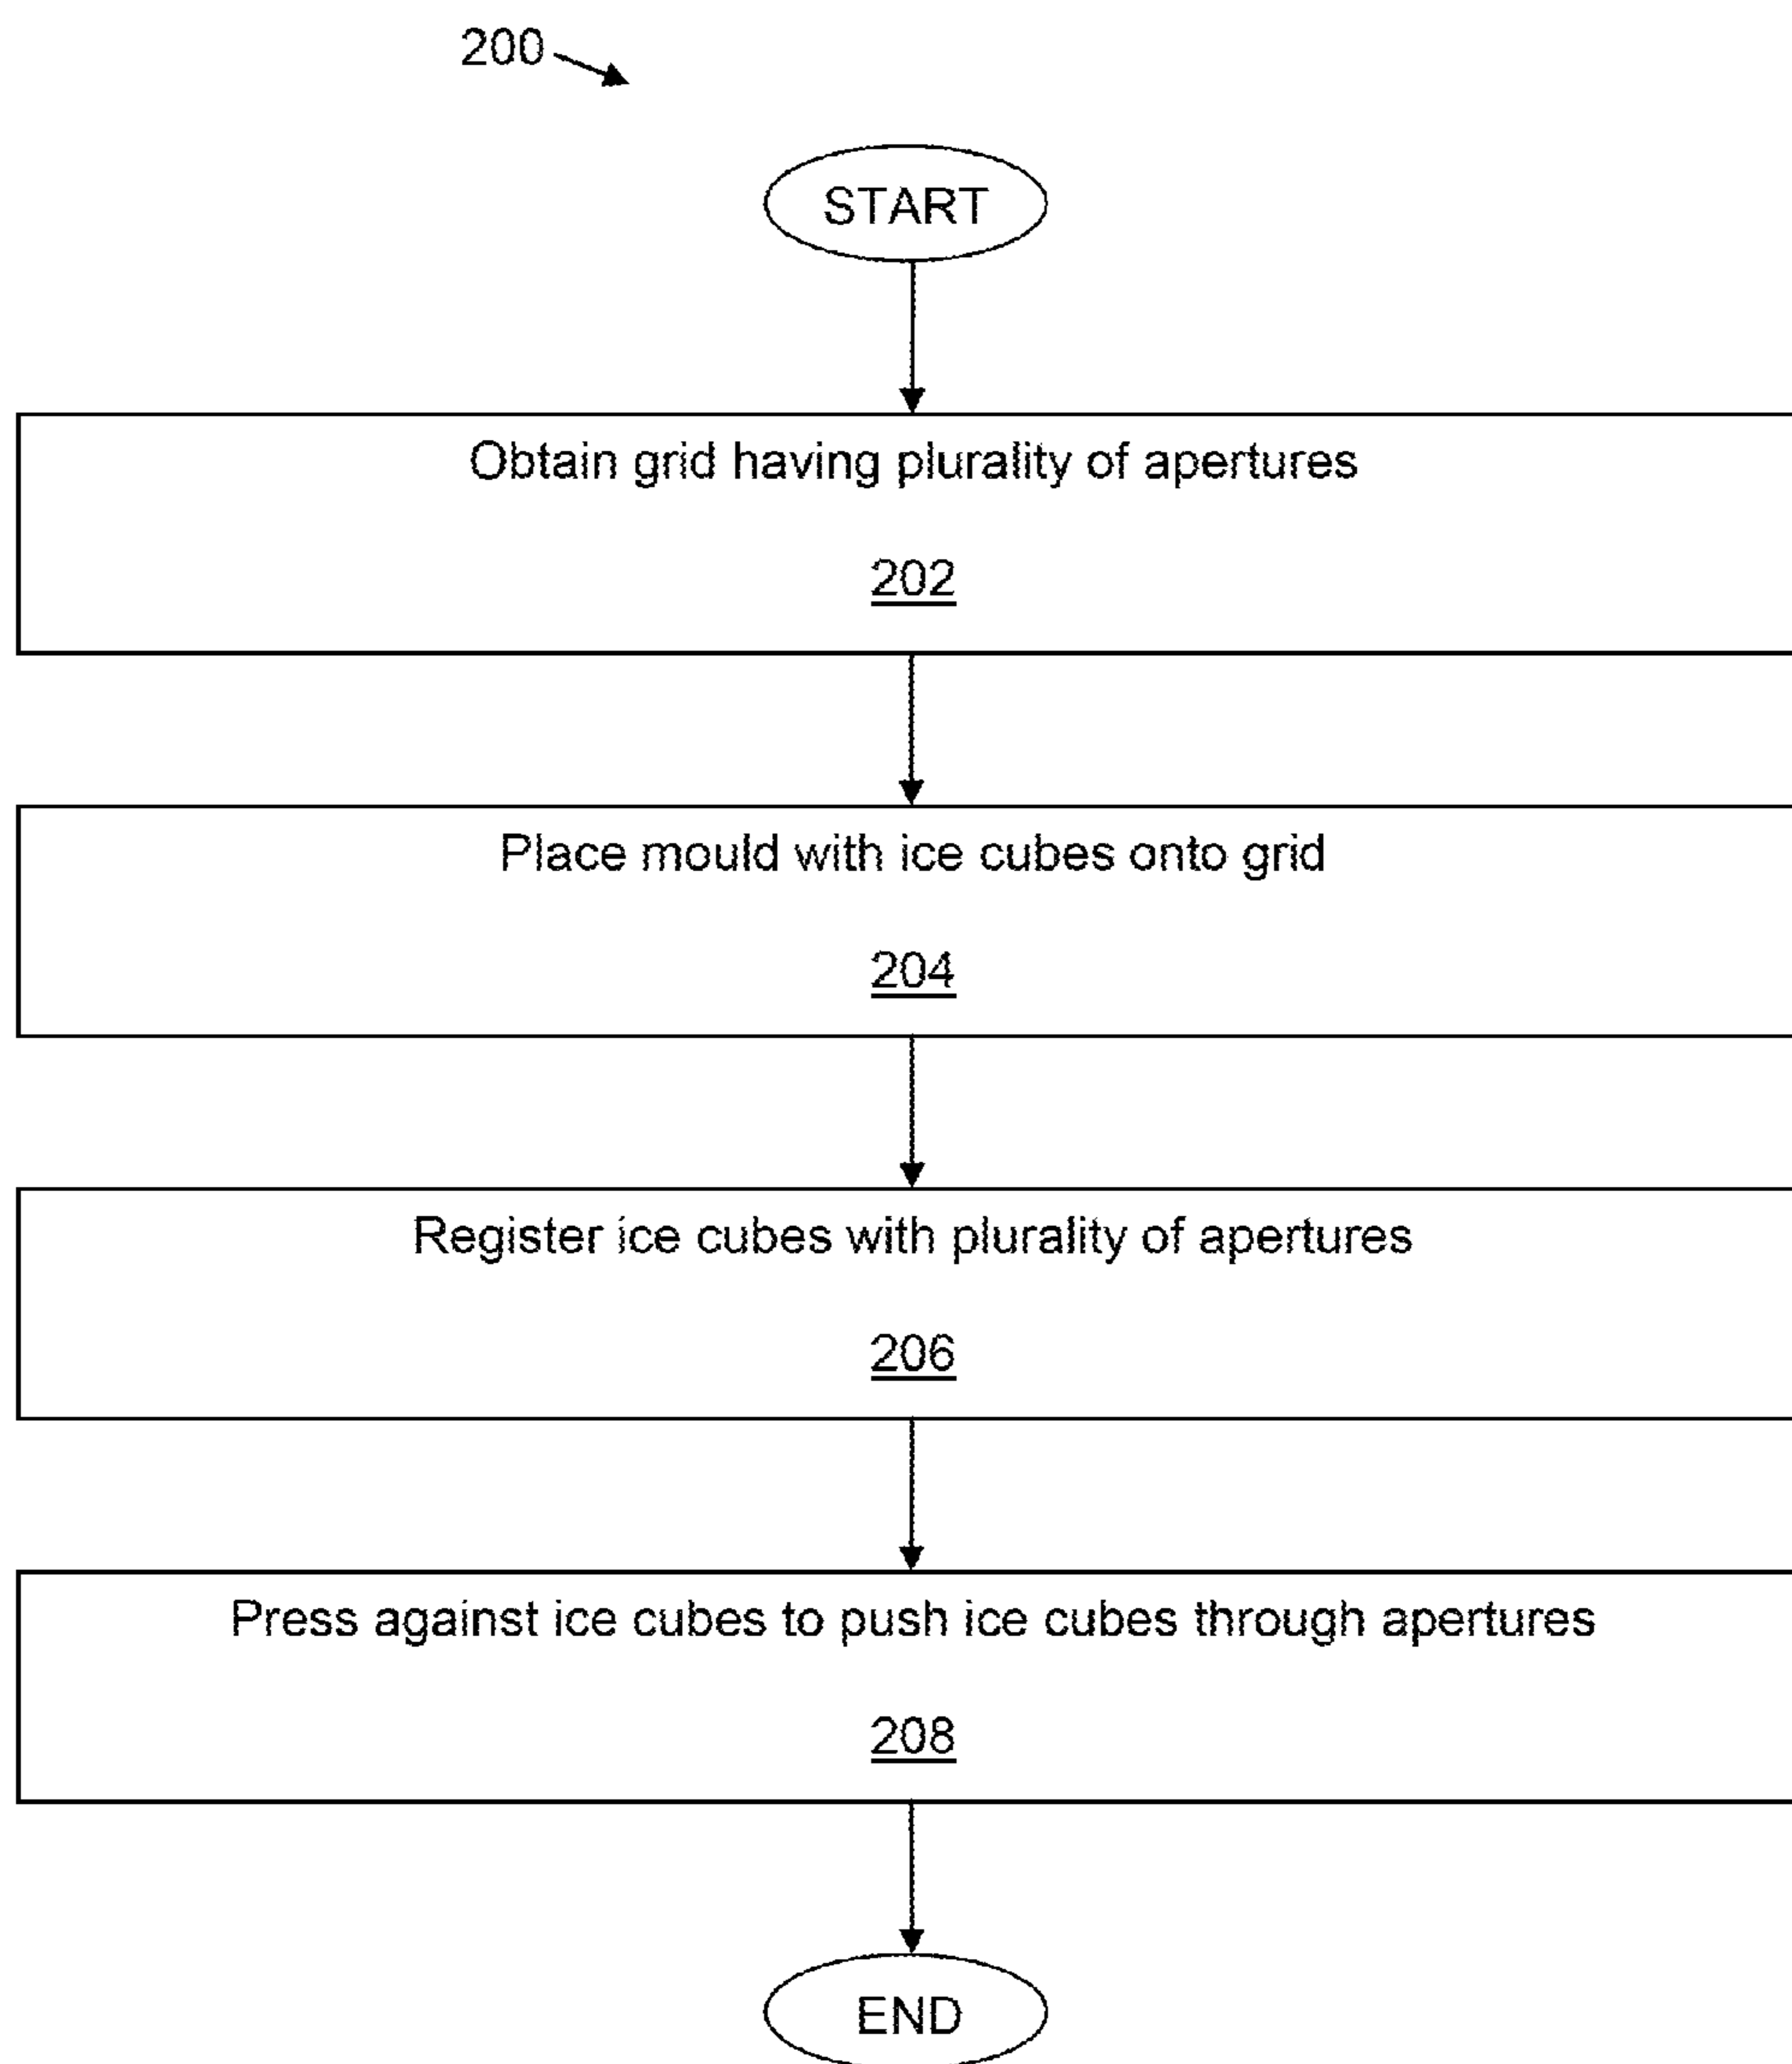 200
START
Obtain grid having plurality of apertures
202
Place mould with ice cubes onto grid
204
Register ice cubes with plurality of apertures
206
Press against ice cubes to push ice cubes through apertures
208
END